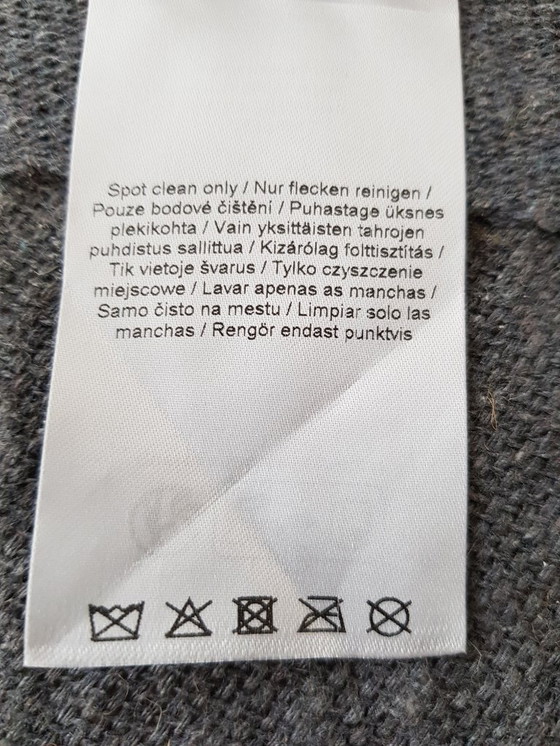 Spot clean only / Nur flecken reinigen /
Pouze bodové čištění / Puhastage üksnes
plekikohta / Vain yksittäisten tahrojen
puhdistus sallittua / Kizárólag folttisztítás /
Tik vietoje švarus / Tylko czyszczenie
miejscowe / Lavar apenas as manchas /
Samo čisto na mestu / Limpiar solo las
manchas / Rengör endast punktvis